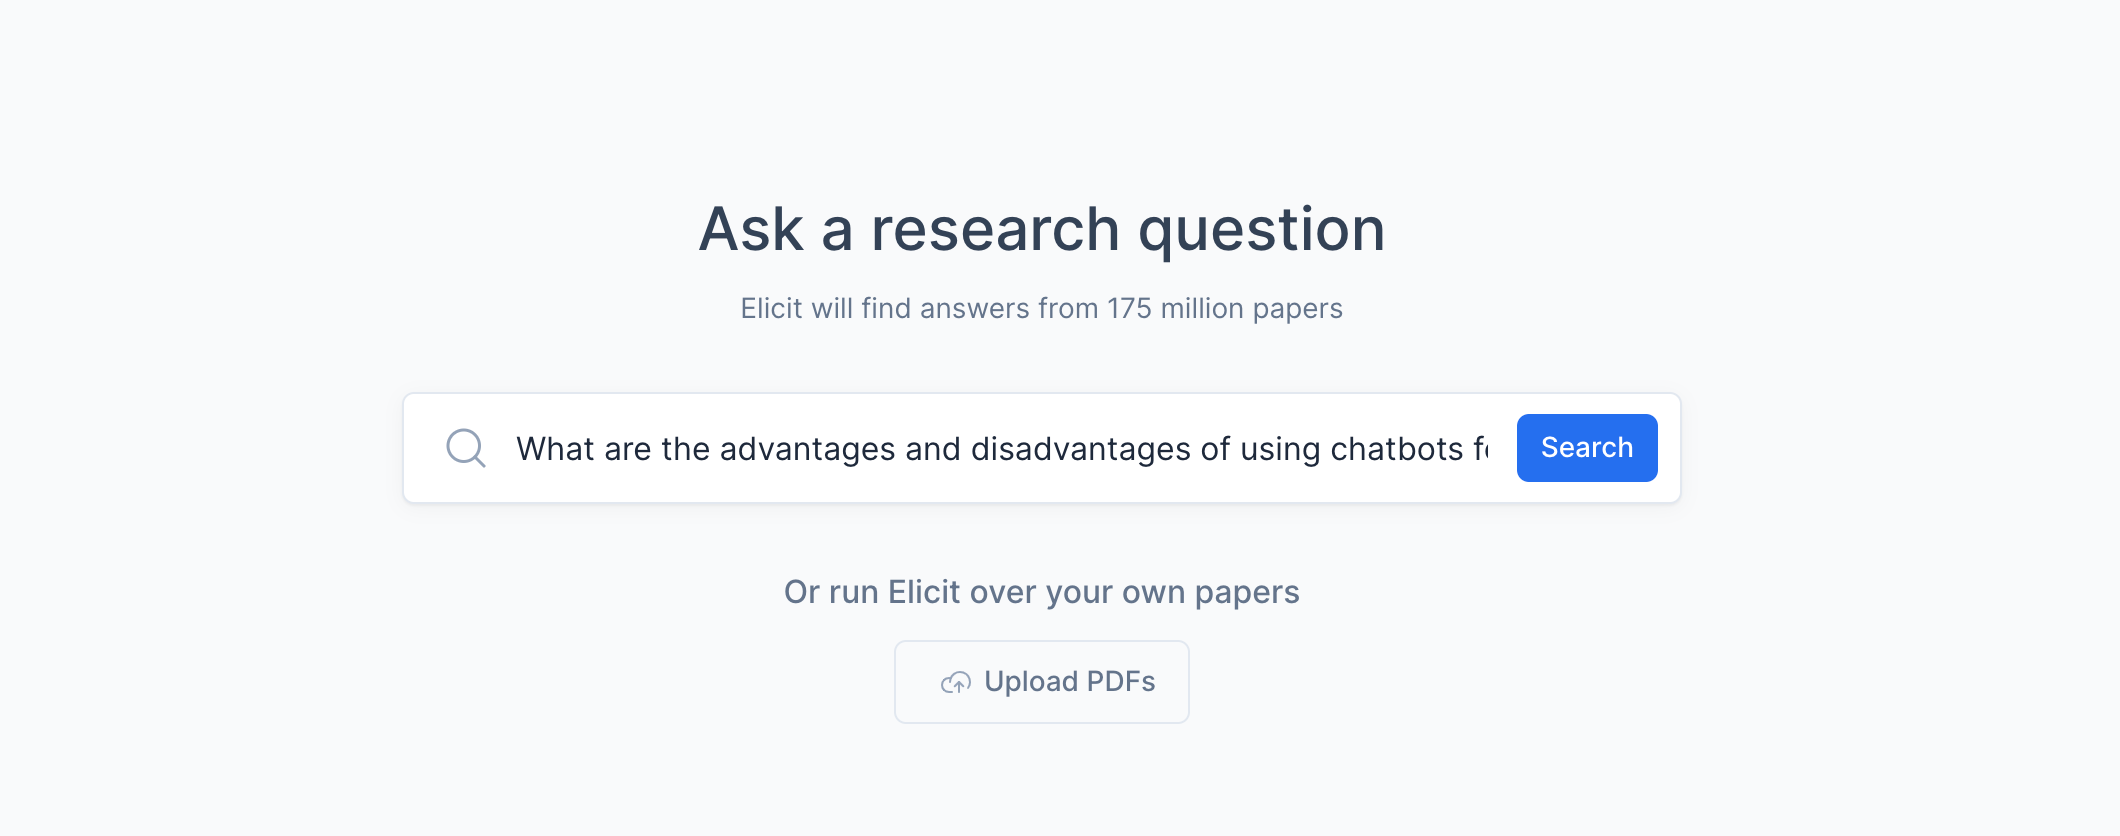 Ask a research question
Elicit will find answers from 175 million papers
What are the advantages and disadvantages of using chatbots
Search
Or run Elicit over your own papers
Upload PDFs